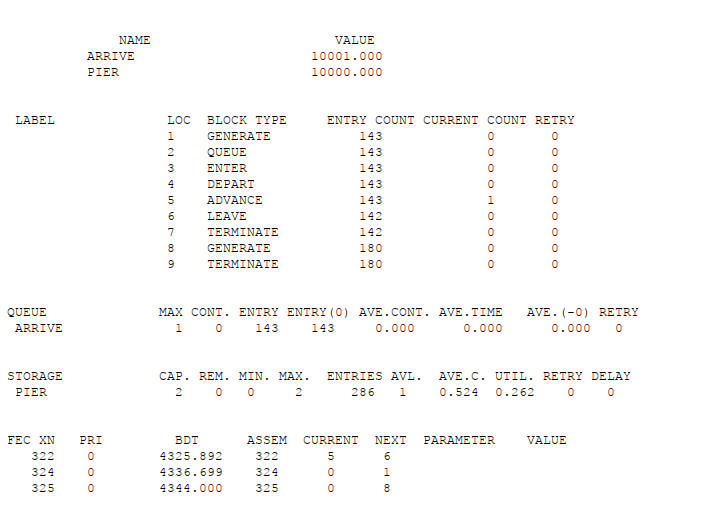 NAME VALUE
ARRIVE 10001.000
PIER 10000.000
LABEL LOC BLOCK TYPE ENTRY COUNT CURRENT COUNT RETRY
1 GENERATE 143 0 0
2 QUEUE 143 0 0
3 ENTER 143 0 0
4 DEPART 143 0 0
5 ADVANCE 143 1 0
6 LEAVE 142 0 0
7 TERMINATE 142 0 0
8 GENERATE 180 0 0
9 TERMINATE 180 0 0
QUEUE MAX CONT. ENTRY ENTRY(0) AVE.CONT. AVE.TIME AVE.(-0) RETRY
ARRIVE 1 0 143 143 0.000 0.000 0.000 0
STORAGE CAP. REM. MIN. MAX. ENTRIES AVL. AVE.C. UTIL. RETRY DELAY
PIER 2 0 0 2 286 1 0.524 0.262 0 0
FEC XN PRI BDT ASSEM CURRENT NEXT PARAMETER VALUE
322 0 4325.892 322 5 6
324 0 4336.699 324 0 1
325 0 4344.000 325 0 8